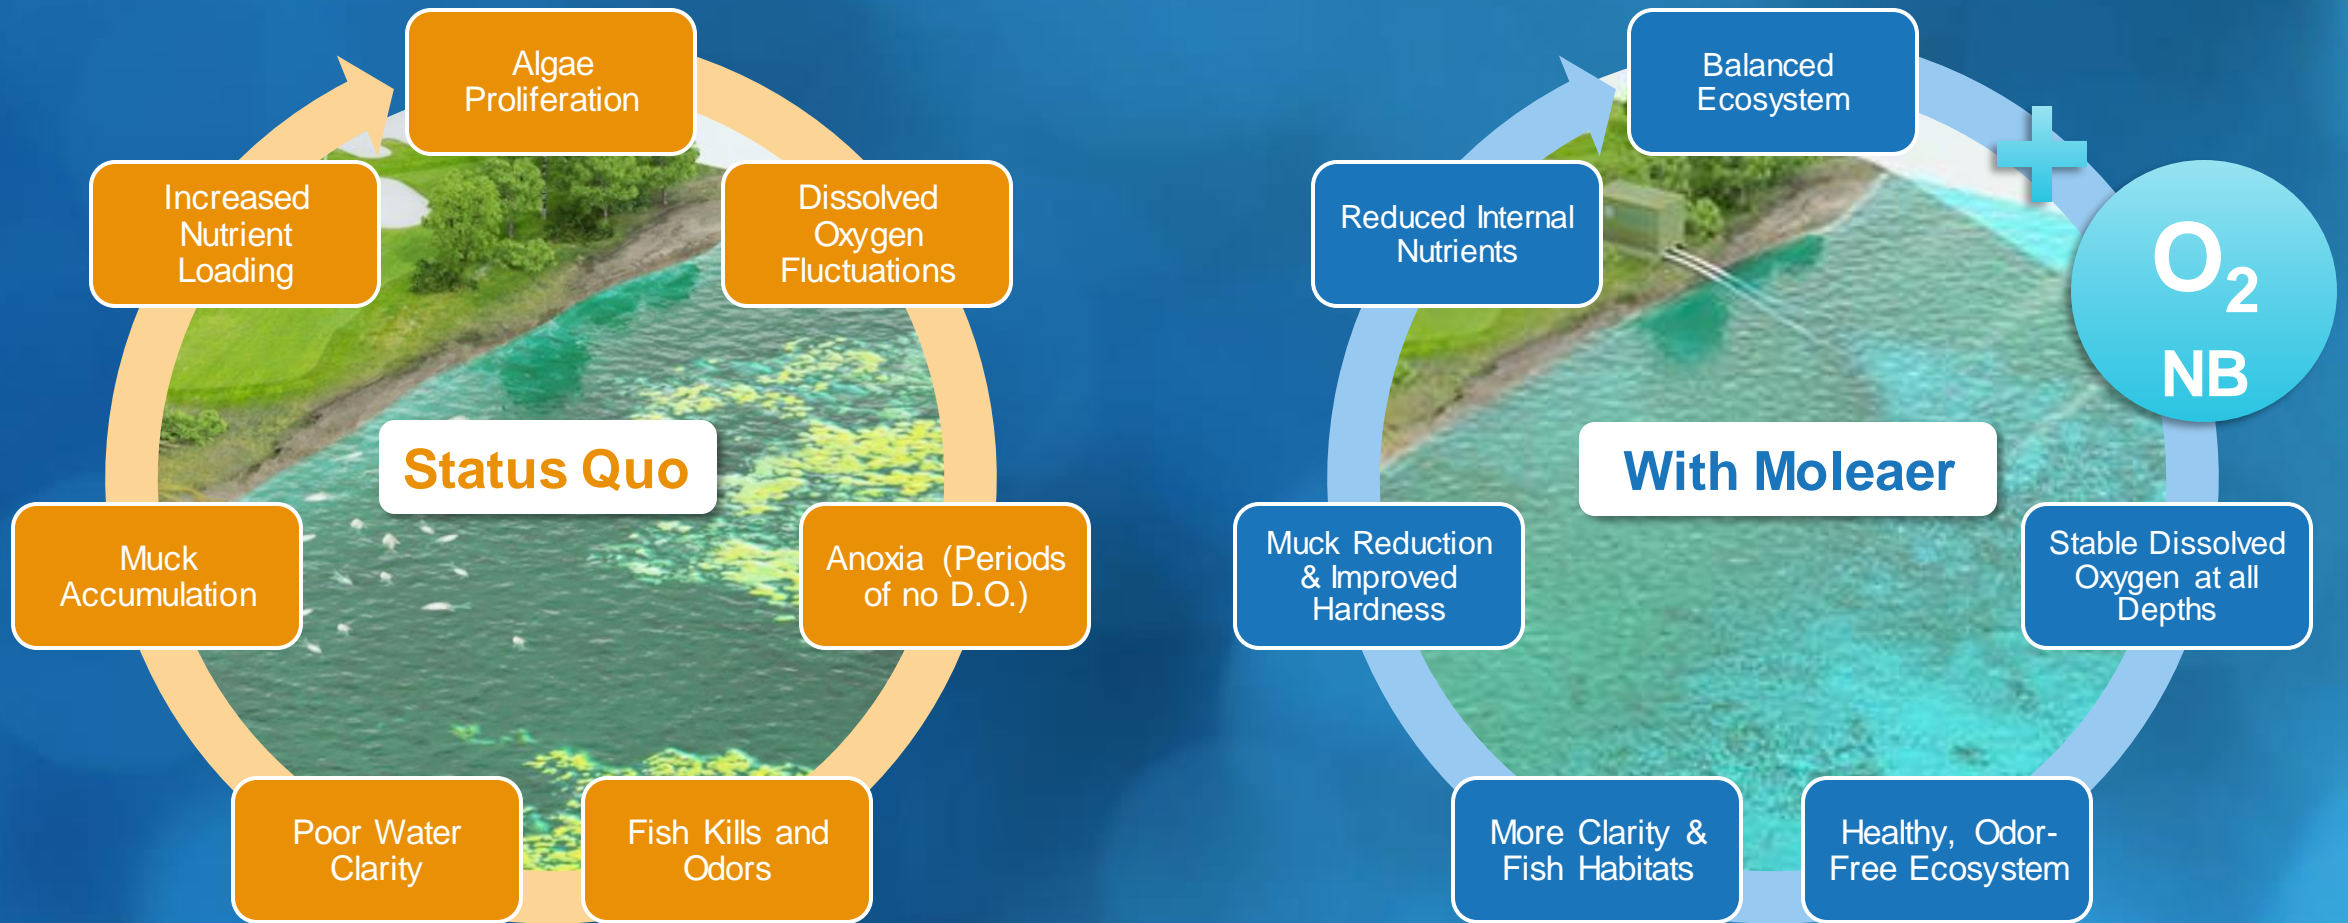 Algae
Proliferation
Dissolved
Oxygen
Fluctuations
Anoxia (Periods
of no D.O.)
Fish Kills and
Odors
Poor Water
Clarity
Muck
Accumulation
Increased
Nutrient
Loading
Status Quo
Balanced
Ecosystem
O₂
NB
Stable Dissolved
Oxygen at all
Depths
Healthy, Odor-
Free Ecosystem
More Clarity &
Fish Habitats
Muck Reduction
& Improved
Hardness
Reduced Internal
Nutrients
With Moleaer